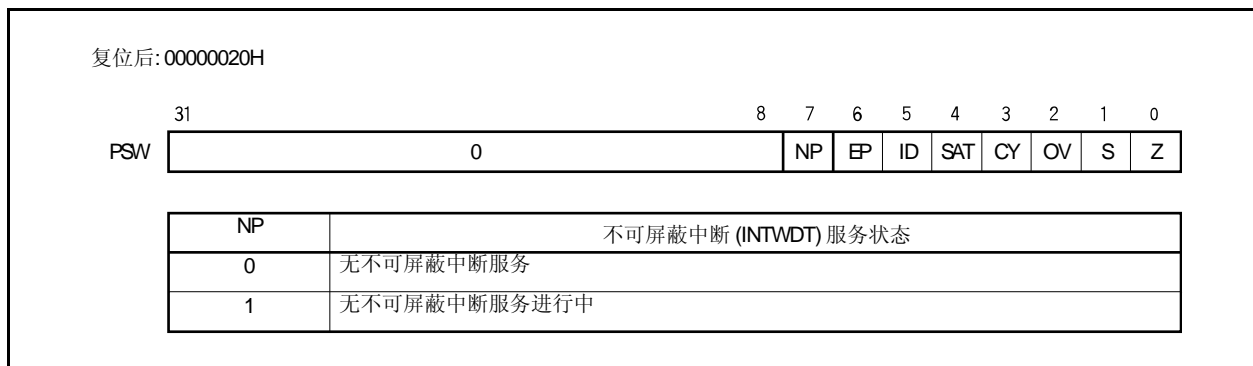 复位后: 00000020H
31 8 7 6 5 4 3 2 1 0
PSW 0 NP EP ID SAT CY OV S Z
NP 不可屏蔽中断 (INTWDT) 服务状态
0 无不可屏蔽中断服务
1 无不可屏蔽中断服务进行中